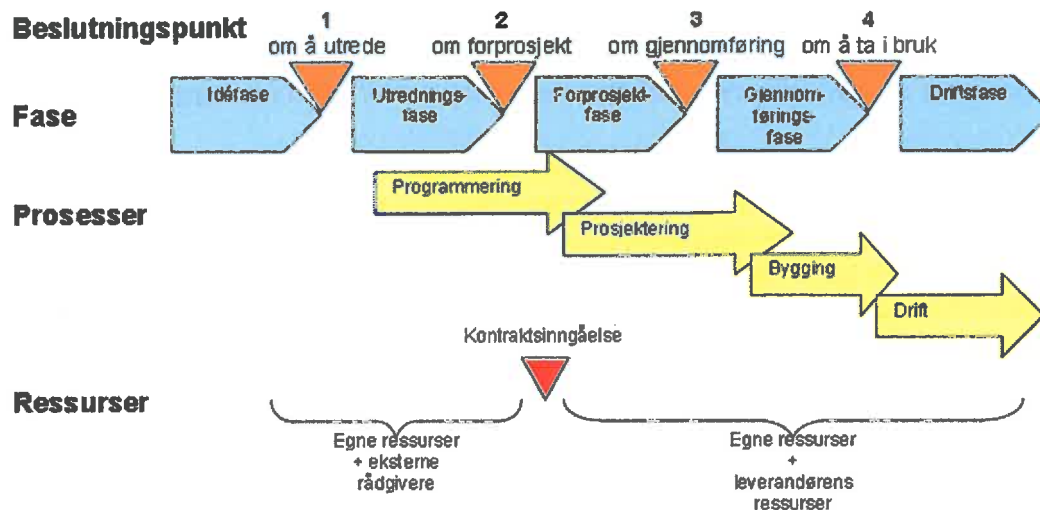 Beslutningspunkt
1
om å utrede
2
om forprosjekt
3
om gjennomføring
4
om å ta i bruk
Fase
Idéfase
Utrednings-
fase
Forprosjekt-
fase
Gjennom-
førings-
fase
Driftsfase
Prosesser
Programmering
Prosjektering
Bygging
Drift
Kontraktsinngåelse
Ressurser
Egne ressurser
+ eksterne
rådgivere
Egne ressurser
+
leverandørens
ressurser